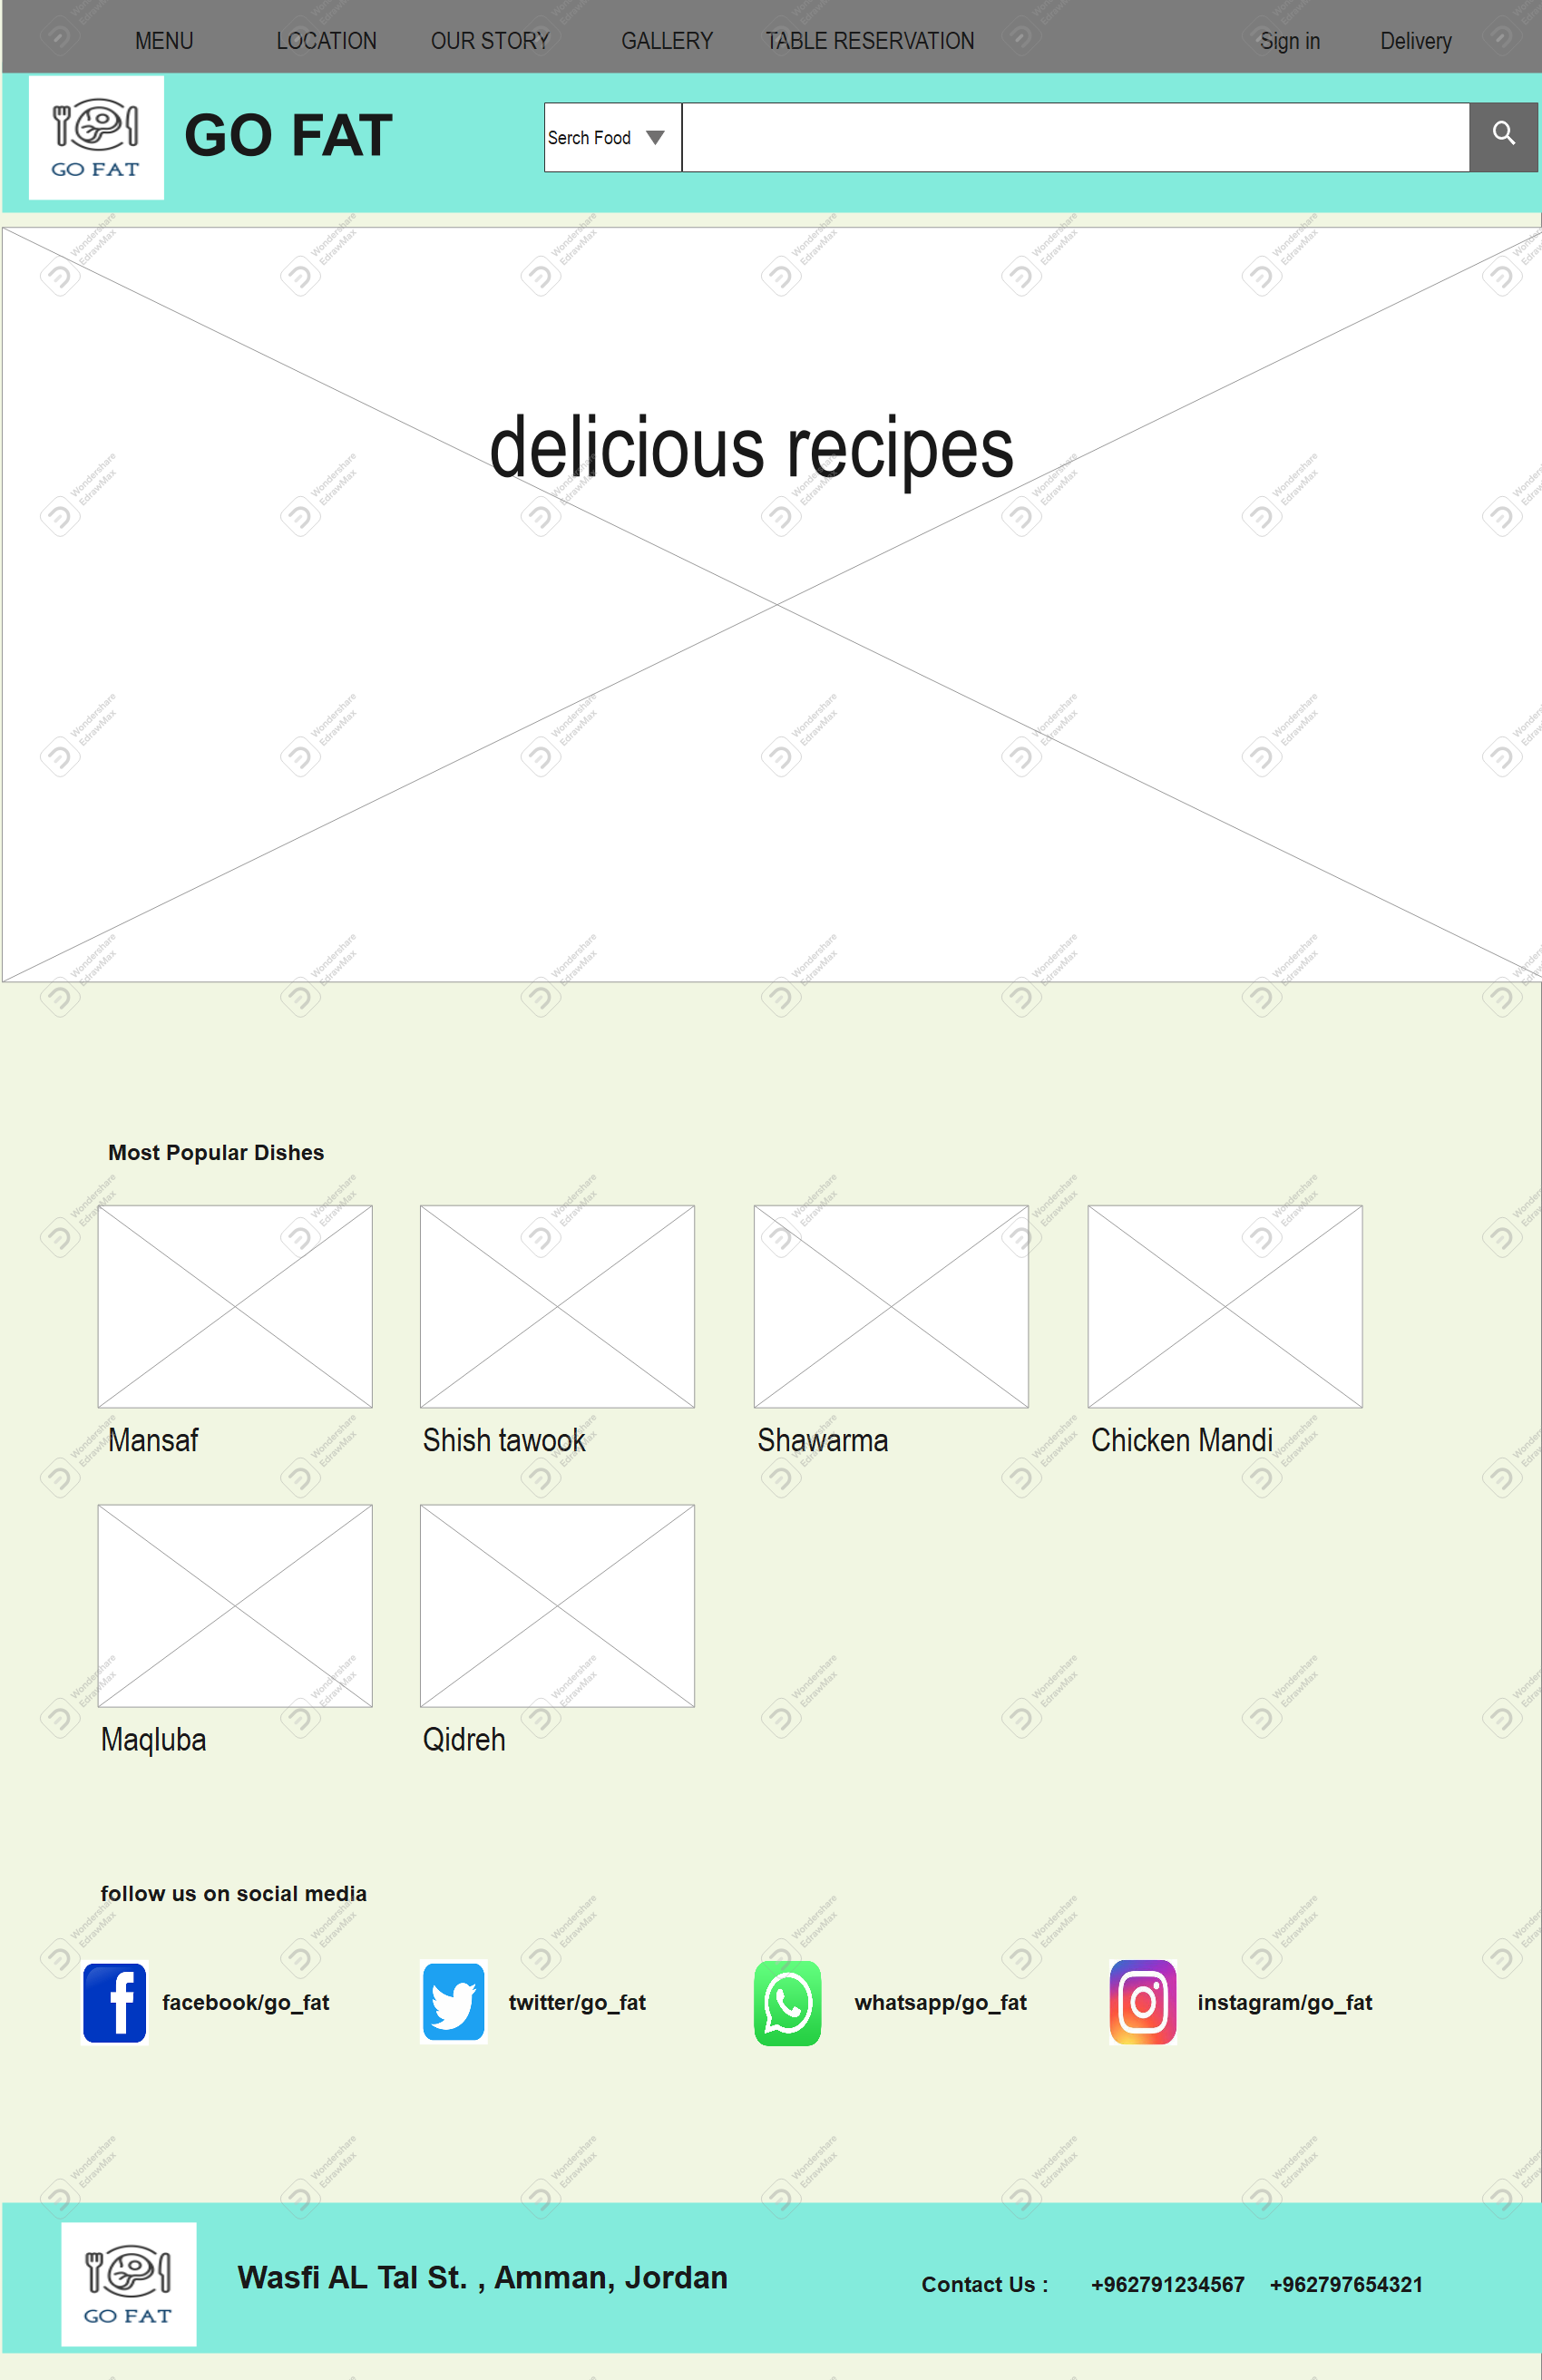 MENU LOCATION OUR STORY GALLERY TABLE RESERVATION Sign in Delivery
GO FAT
GO FAT
Serch Food
delicious recipes
Most Popular Dishes
Mansaf Shish tawook Shawarma Chicken Mandi
Maqluba Qidreh
follow us on social media
facebook/go_fat twitter/go_fat whatsapp/go_fat instagram/go_fat
GO FAT
Wasfi AL Tal St. , Amman, Jordan
Contact Us : +962791234567 +962797654321
Wondershare
EdrawMax